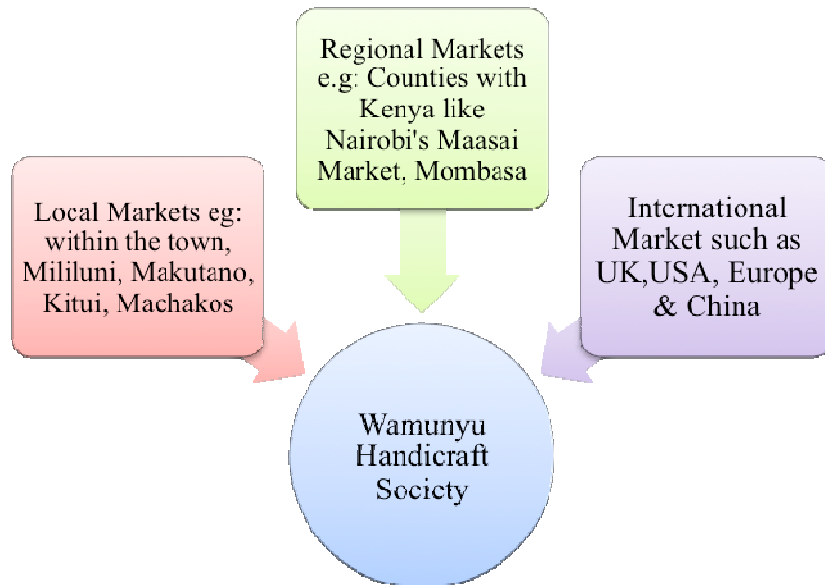 Regional Markets
e.g: Counties with
Kenya like
Nairobi's Maasai
Market, Mombasa
Local Markets eg:
within the town,
Mililuni, Makutano,
Kitui, Machakos
International
Market such as
UK,USA, Europe
& China
Wamunyu
Handicraft
Society